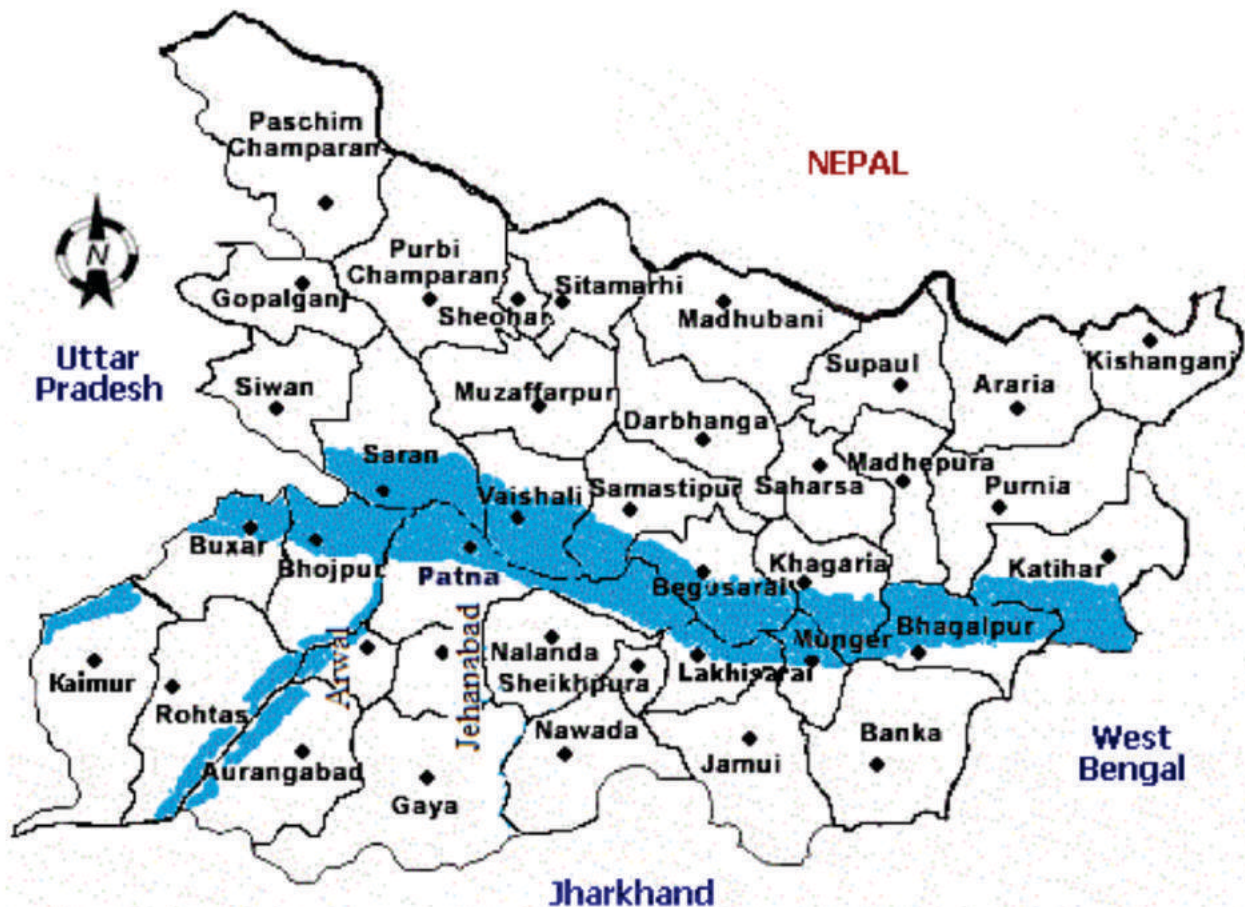 Paschim
Champaran
NEPAL
N
Purbi
Champaran
Gopalganj
Sheohar
Sitamarhi
Madhubani
Uttar
Pradesh
Siwan
Muzaffarpur
Supaul
Araria
Kishanganj
Darbhanga
Saran
Vaishali
Samastipur
Saharsa
Madhepura
Purnia
Buxar
Bhojpur
Patna
Begusarai
Khagaria
Katihar
Arwal
Jehanabad
Nalanda
Sheikhpura
Lakhisarai
Munger
Bhagalpur
Kaimur
Rohtas
Aurangabad
Gaya
Nawada
Jamui
Banka
West
Bengal
Jharkhand